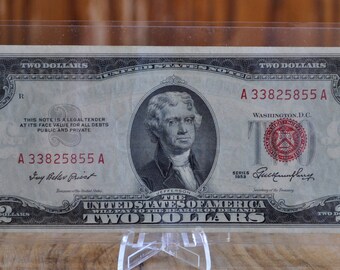 TWO DOLLARS UNITED STATES NOTE TWO DOLLARS
A 33825855 A
R
THIS NOTE IS A LEGAL TENDER
AT ITS FACE VALUE FOR ALL DEBTS
PUBLIC AND PRIVATE
WASHINGTON, D.C.
A 33825855 A
SERIES
1953
THE
UNITED STATES OF AMERICA
WILL PAY TO THE BEARER ON DEMAND
TWO DOLLARS
2